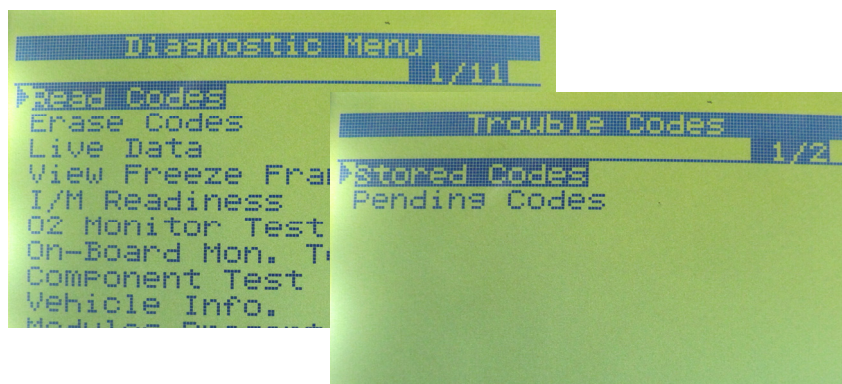 Diagnostic Menu
1/11
Read Codes
Erase Codes
Live Data
View Freeze
I/M Readiness
O2 Monitor Test
On-Board Mon.
Component Test
Vehicle Info.
Trouble Codes
1/2
Stored Codes
Pending Codes